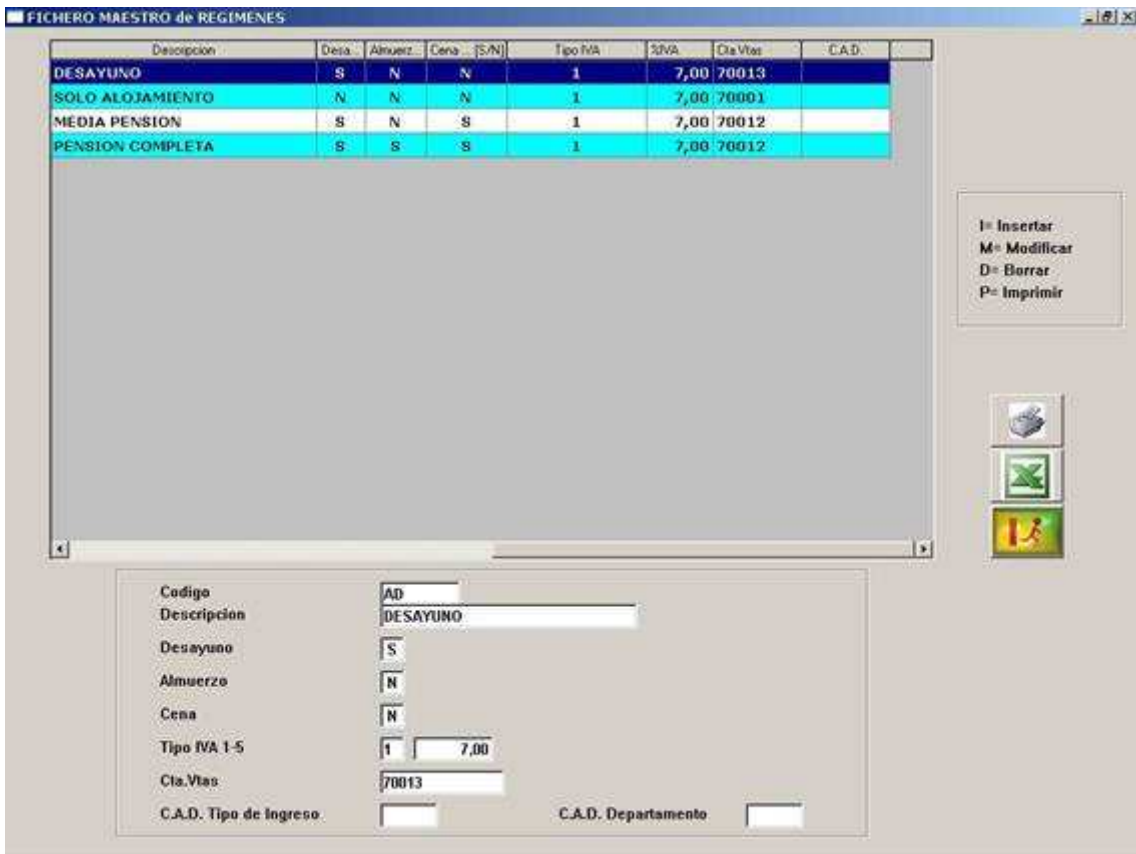 FICHERO MAESTRO de REGIMENES
Descripcion Desa... Almuerz... Cena ... [S/N] Tipo IVA %IVA Cta.Vtas C.A.D.
DESAYUNO S N N 1 7,00 70013
SOLO ALOJAMIENTO N N N 1 7,00 70001
MEDIA PENSION S N S 1 7,00 70012
PENSION COMPLETA S S S 1 7,00 70012
I= Insertar
M= Modificar
D= Borrar
P= Imprimir
Codigo AD
Descripcion DESAYUNO
Desayuno S
Almuerzo N
Cena N
Tipo IVA 1-5 1 7,00
Cta.Vtas 70013
C.A.D. Tipo de Ingreso C.A.D. Departamento